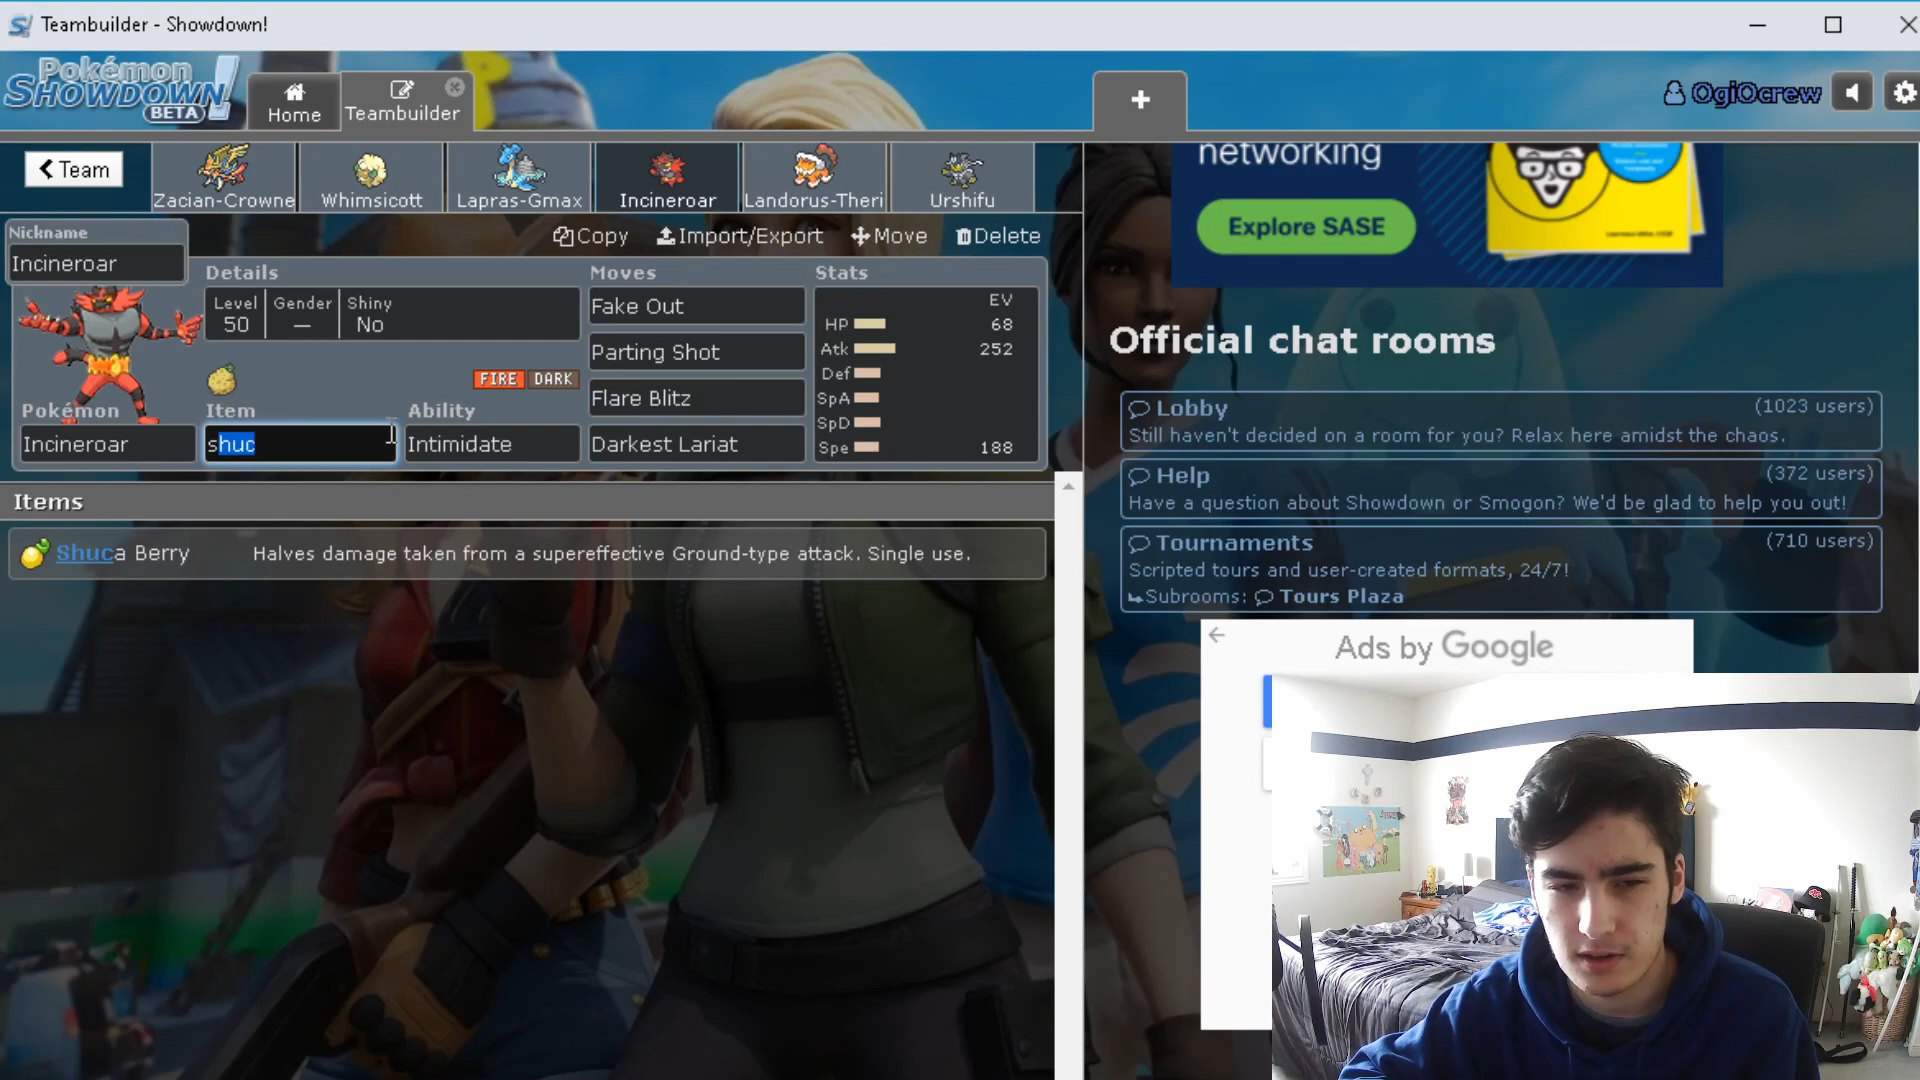 Teambuilder - Showdown!
Pokémon
SHOWDOWN!
BETA
Home
Teambuilder
+
OgiOcrew
Team
Zacian-Crowne
Whimsicott
Lapras-Gmax
Incineroar
Landorus-Theri
Urshifu
Copy
Import/Export
Move
Delete
Nickname
Incineroar
Details
Moves
Stats
Level
50
Gender
—
Shiny
No
FIRE
DARK
Pokémon
Incineroar
Item
shuc
Ability
Intimidate
Fake Out
Parting Shot
Flare Blitz
Darkest Lariat
EV
HP 68
Atk 252
Def
SpA
SpD
Spe 188
Items
Shuca Berry Halves damage taken from a supereffective Ground-type attack. Single use.
networking
Explore SASE
Official chat rooms
Lobby (1023 users)
Still haven't decided on a room for you? Relax here amidst the chaos.
Help (372 users)
Have a question about Showdown or Smogon? We'd be glad to help you out!
Tournaments (710 users)
Scripted tours and user-created formats, 24/7!
Subrooms: Tours Plaza
Ads by Google